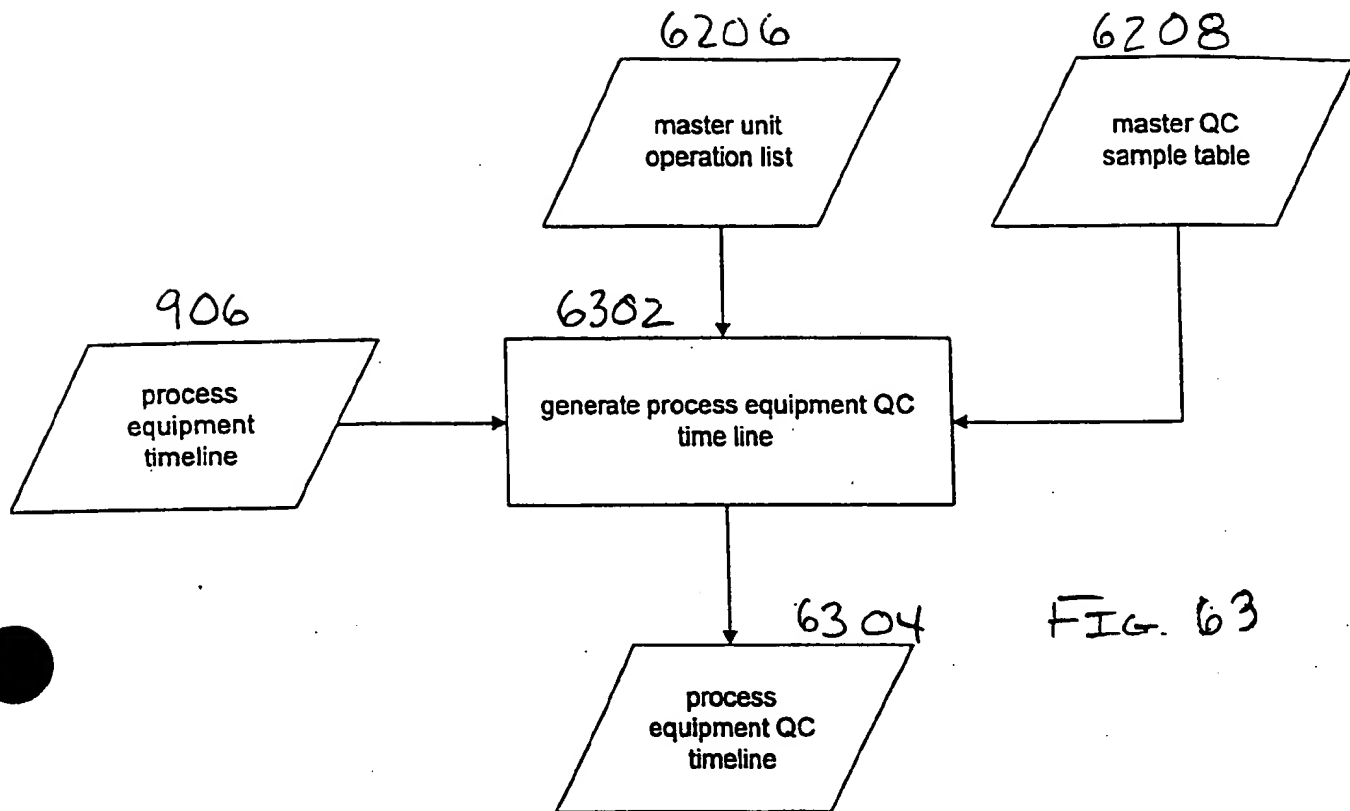 6206
6208
master unit
operation list
master QC
sample table
906
6302
process
equipment
timeline
generate process equipment QC
time line
6304
FIG. 63
process
equipment QC
timeline